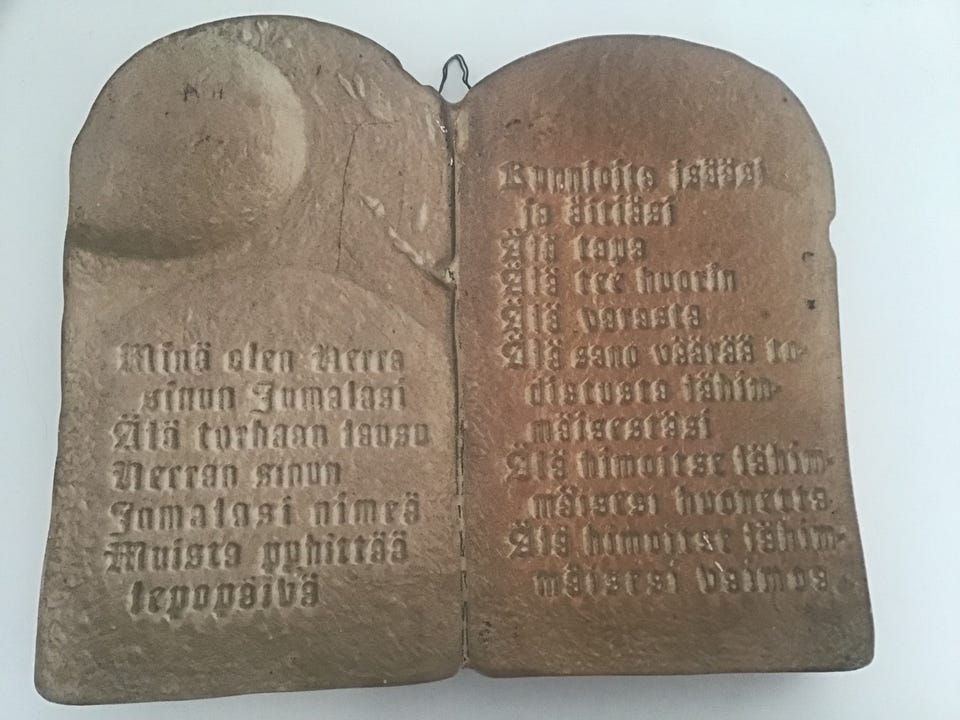 Minä olen Herra
sinun Jumalasi
Älä turhaan lausu
Herran sinun
Jumalasi nimeä
Muista pyhittää
lepopäivä
Kunnioita isääsi
ja äitiäsi
Älä tapa
Älä tee huorin
Älä varasta
Älä sano väärää to-
distusta lähim-
mäisestäsi
Älä himoitse lähim-
mäisesi huonetta
Älä himoitse lähim-
mäisesi vaimoa